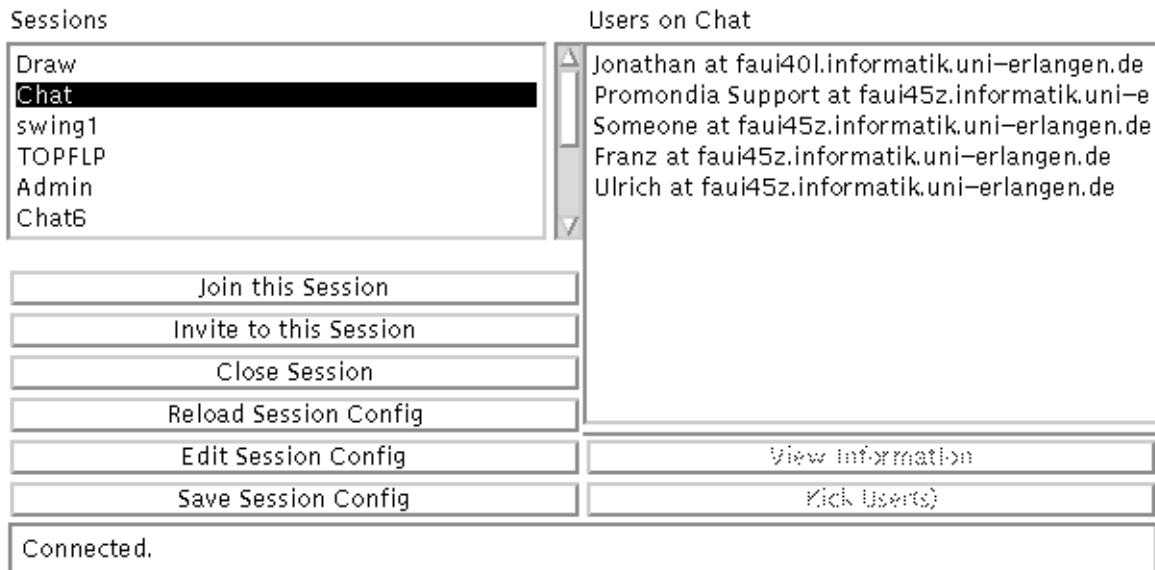 Sessions
Draw
Chat
swing1
TOPFLP
Admin
Chat6
Join this Session
Invite to this Session
Close Session
Reload Session Config
Edit Session Config
Save Session Config
Users on Chat
Jonathan at faui40l.informatik.uni-erlangen.de
Promondia Support at faui45z.informatik.uni-e
Someone at faui45z.informatik.uni-erlangen.de
Franz at faui45z.informatik.uni-erlangen.de
Ulrich at faui45z.informatik.uni-erlangen.de
View Information
Kick User(s)
Connected.